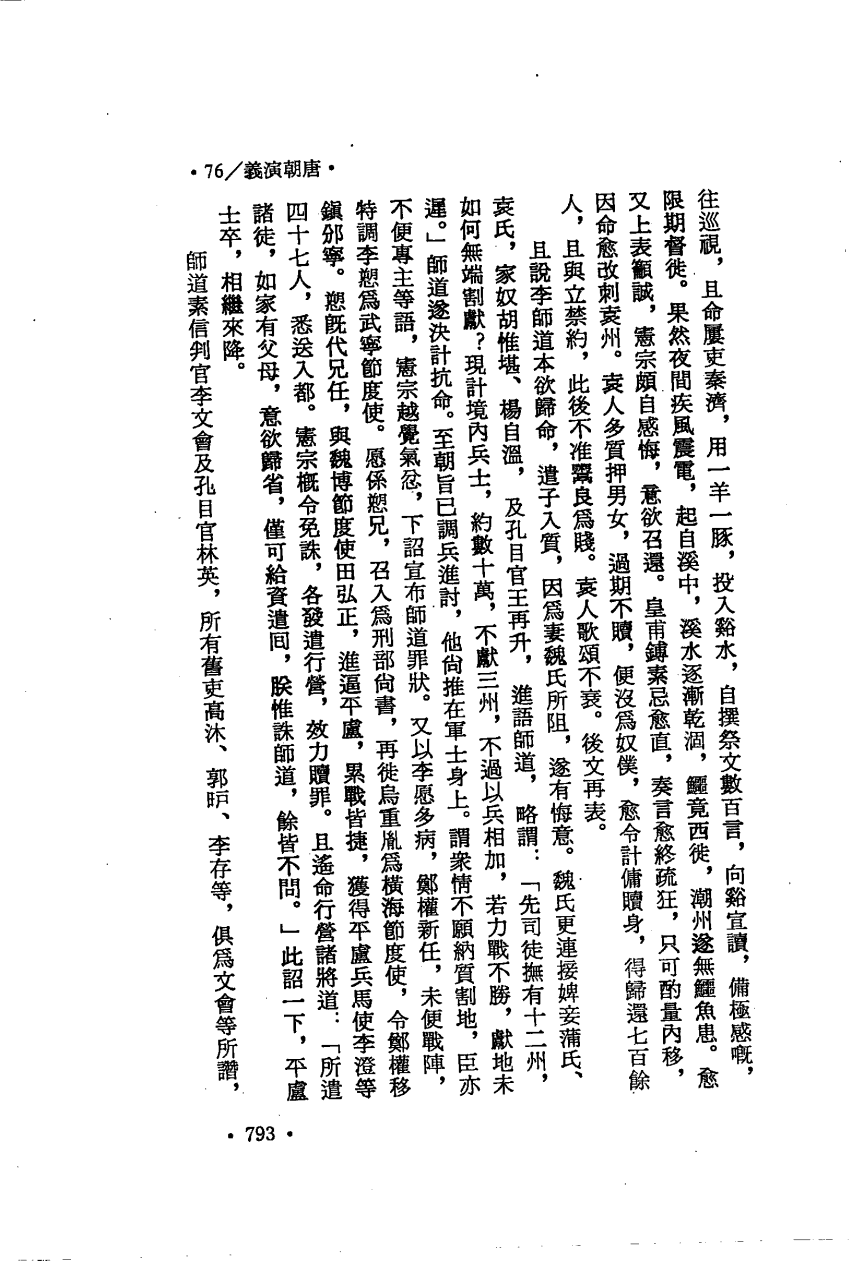 •76/義演朝唐•
往巡視，且命屬吏秦濟，用一羊一豚，投入谿水，自撰祭文數百言，向谿宣讀，備極感嘅，
限期督徙。果然夜間疾風震電，起自溪中，溪水逐漸乾涸，鱷竟西徙，潮州遂無鱷魚患。愈
又上表籲誠，憲宗頗自感悔，意欲召還。皇甫鎛素忌愈直，奏言愈終疏狂，只可酌量內移，
因命愈改刺袁州。袁人多質押男女，過期不贖，便沒爲奴僕，愈令計傭贖身，得歸還七百餘
人，且與立禁約，此後不准鬻良爲賤。袁人歌頌不衰。後文再表。
且說李師道本欲歸命，遣子入質，因爲妻魏氏所阻，遂有悔意。魏氏更連接婢妾蒲氏、
袁氏，家奴胡惟堪、楊自溫，及孔目官王再升，進語師道，略謂：「先司徒撫有十二州，
如何無端割獻？現計境內兵士，約數十萬，不獻三州，不過以兵相加，若力戰不勝，獻地未
遲。」師道遂決計抗命。至朝旨已調兵進討，他尙推在軍士身上。謂衆情不願納質割地，臣亦
不便專主等語，憲宗越覺氣忿，下詔宣布師道罪狀。又以李愿多病，鄭權新任，未便戰陣，
特調李愬爲武寧節度使。愿係愬兄，召入爲刑部尙書，再徙烏重胤爲橫海節度使，令鄭權移
鎭邠寧。愬既代兄任，與魏博節度使田弘正，進逼平盧，累戰皆捷，獲得平盧兵馬使李澄等
四十七人，悉送入都。憲宗槪令免誅，各發遣行營，效力贖罪。且遙命行營諸將道：「所遣
諸徒，如家有父母，意欲歸省，僅可給資遣回，朕惟誅師道，餘皆不問。」此詔一下，平盧
士卒，相繼來降。
師道素信判官李文會及孔目官林英，所有舊吏高沐、郭昈、李存等，俱爲文會等所譖，
•793•